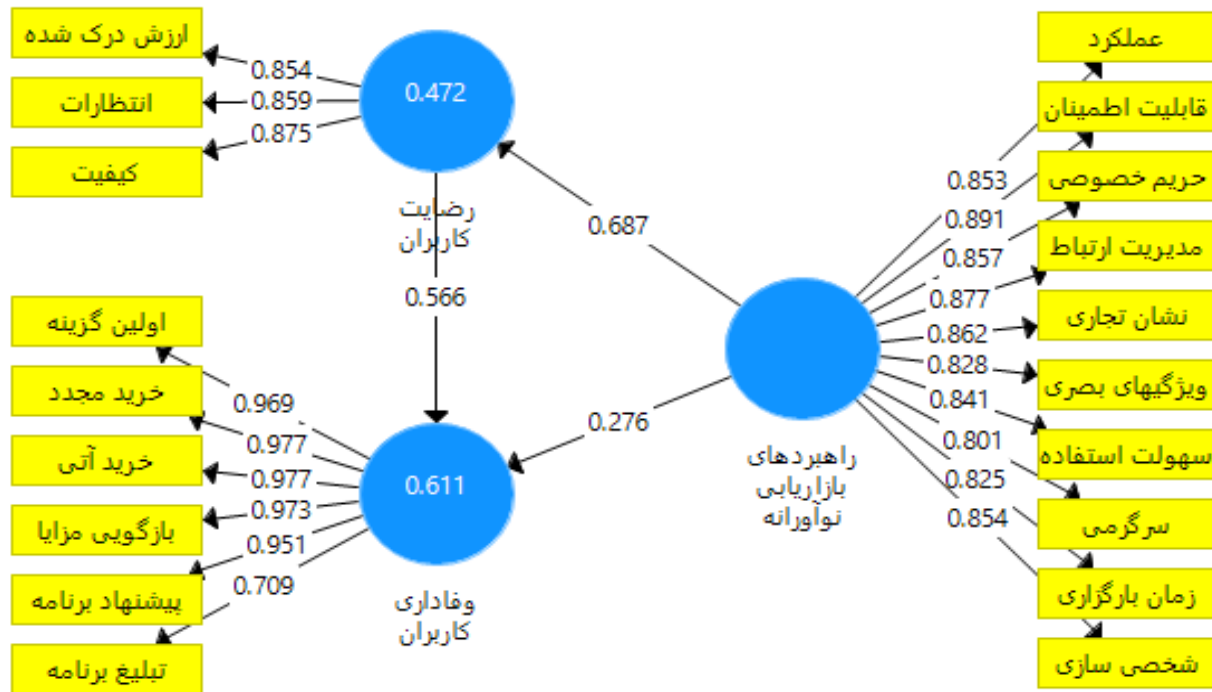 ارزش درک شده
انتظارات
کیفیت
0.854
0.859
0.875
0.472
رضایت
کاربران
0.687
0.566
0.276
اولین گزینه
خرید مجدد
خرید آتی
بازگویی مزایا
پیشنهاد برنامه
تبلیغ برنامه
0.969
0.977
0.977
0.973
0.951
0.709
0.611
وفاداری
کاربران
راهبردهای
بازاریابی
نوآورانه
0.853
0.891
0.857
0.877
0.862
0.828
0.841
0.801
0.825
0.854
عملکرد
قابلیت اطمینان
حریم خصوصی
مدیریت ارتباط
نشان تجاری
ویژگیهای بصری
سهولت استفاده
سرگرمی
زمان بارگزاری
شخصی سازی